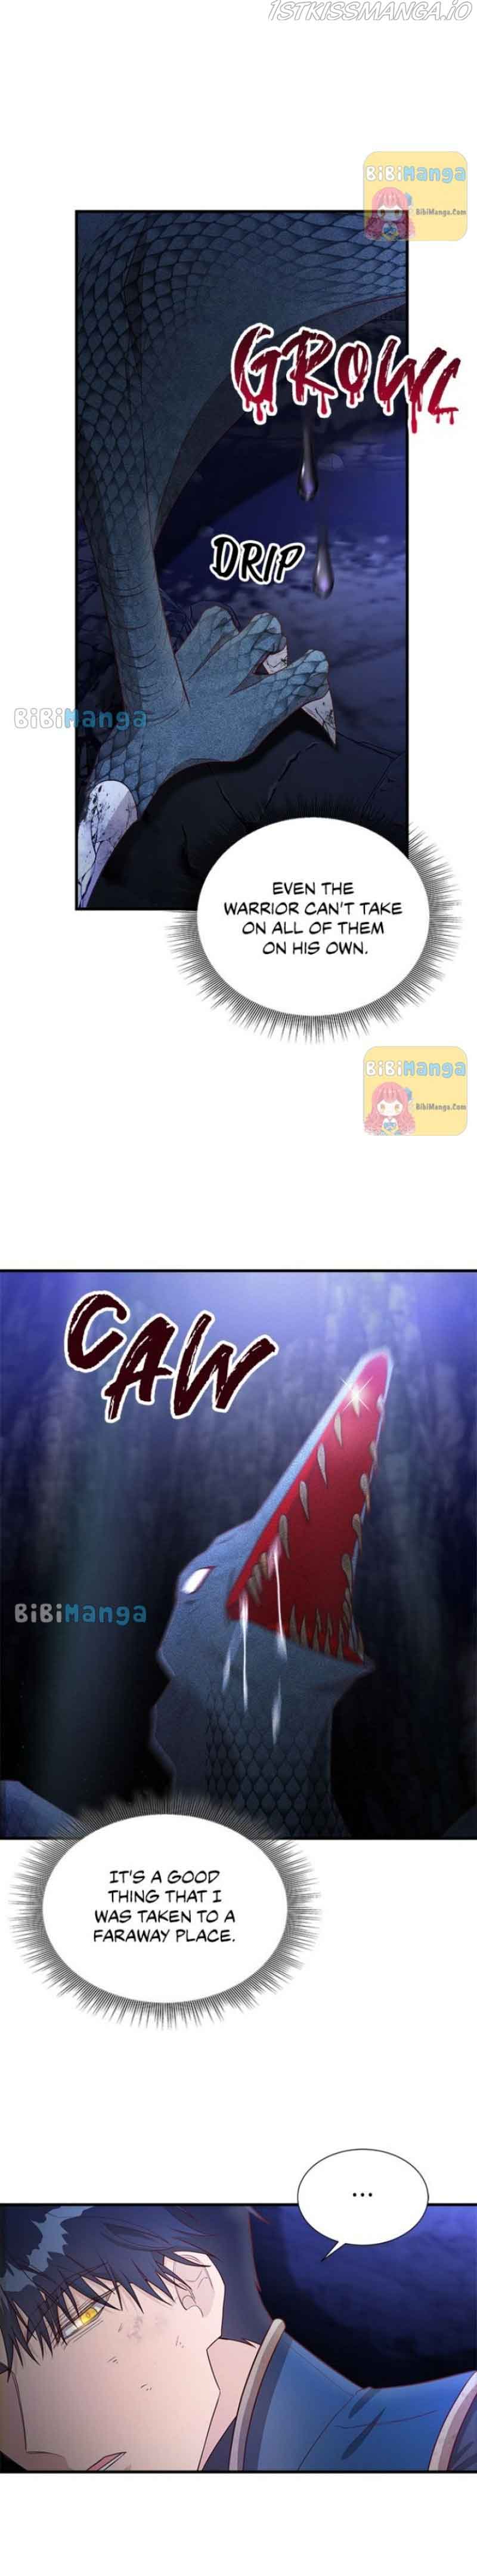 1STKISSMANGA.IO
BiBiManga
BibiManga.Com
GROWL
DRIP
BiBiManga
EVEN THE
WARRIOR CAN'T TAKE
ON ALL OF THEM
ON HIS OWN.
BiBiManga
BibiManga.Com
CAW
BiBiManga
IT'S A GOOD
THING THAT I
WAS TAKEN TO A
FARAWAY PLACE.
...